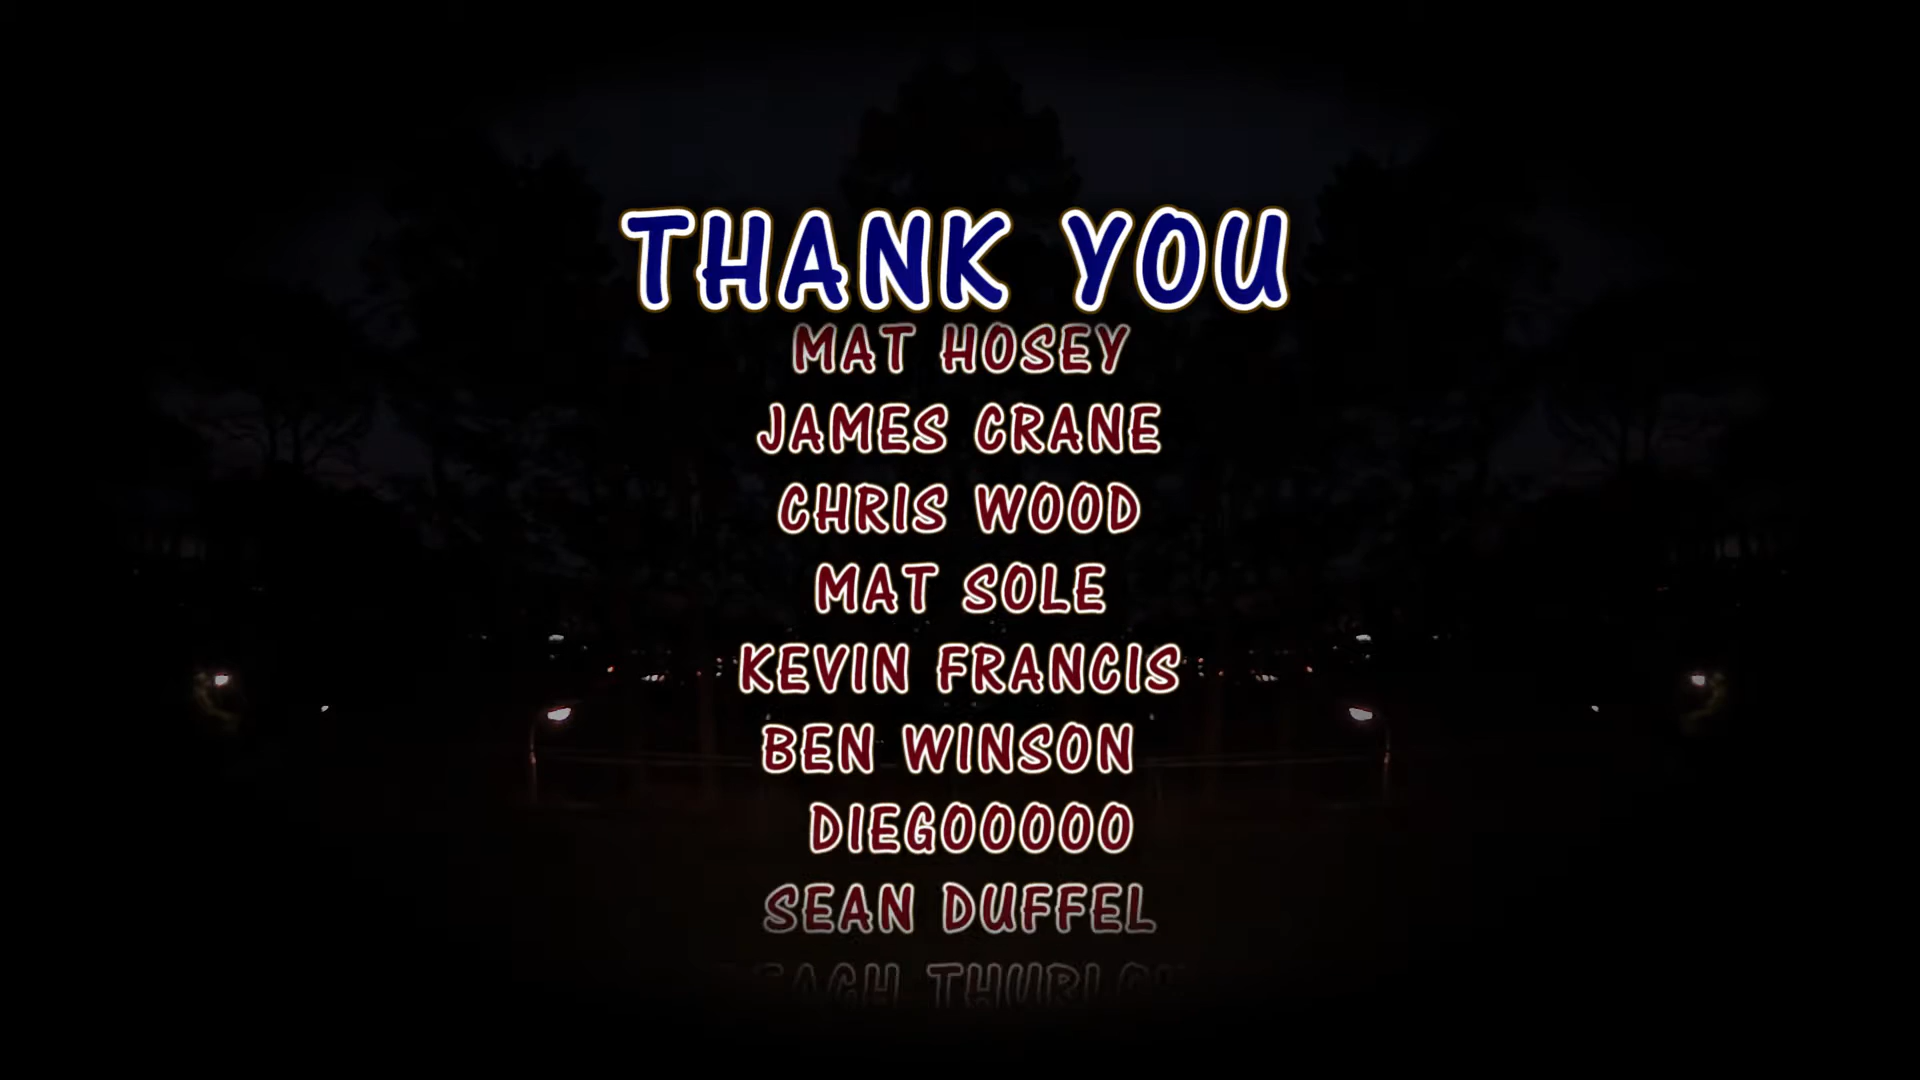 THANK YOU
MAT HOSEY
JAMES CRANE
CHRIS WOOD
MAT SOLE
KEVIN FRANCIS
BEN WINSON
DIEGOOOOO
SEAN DUFFEL